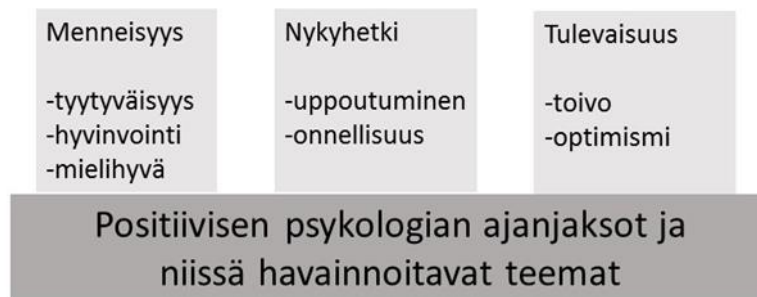 Menneisyys
-tyytyväisyys
-hyvinvointi
-mielihyvä
Nykyhetki
-uppoutuminen
-onnellisuus
Tulevaisuus
-toivo
-optimismi
Positiivisen psykologian ajanjaksot ja
niissä havainnoitavat teemat